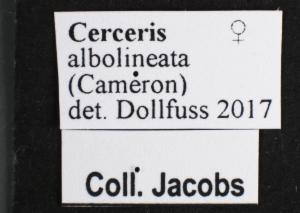 Cerceris ♀
albolineata
(Cameron)
det. Dollfuss 2017
Coll. Jacobs